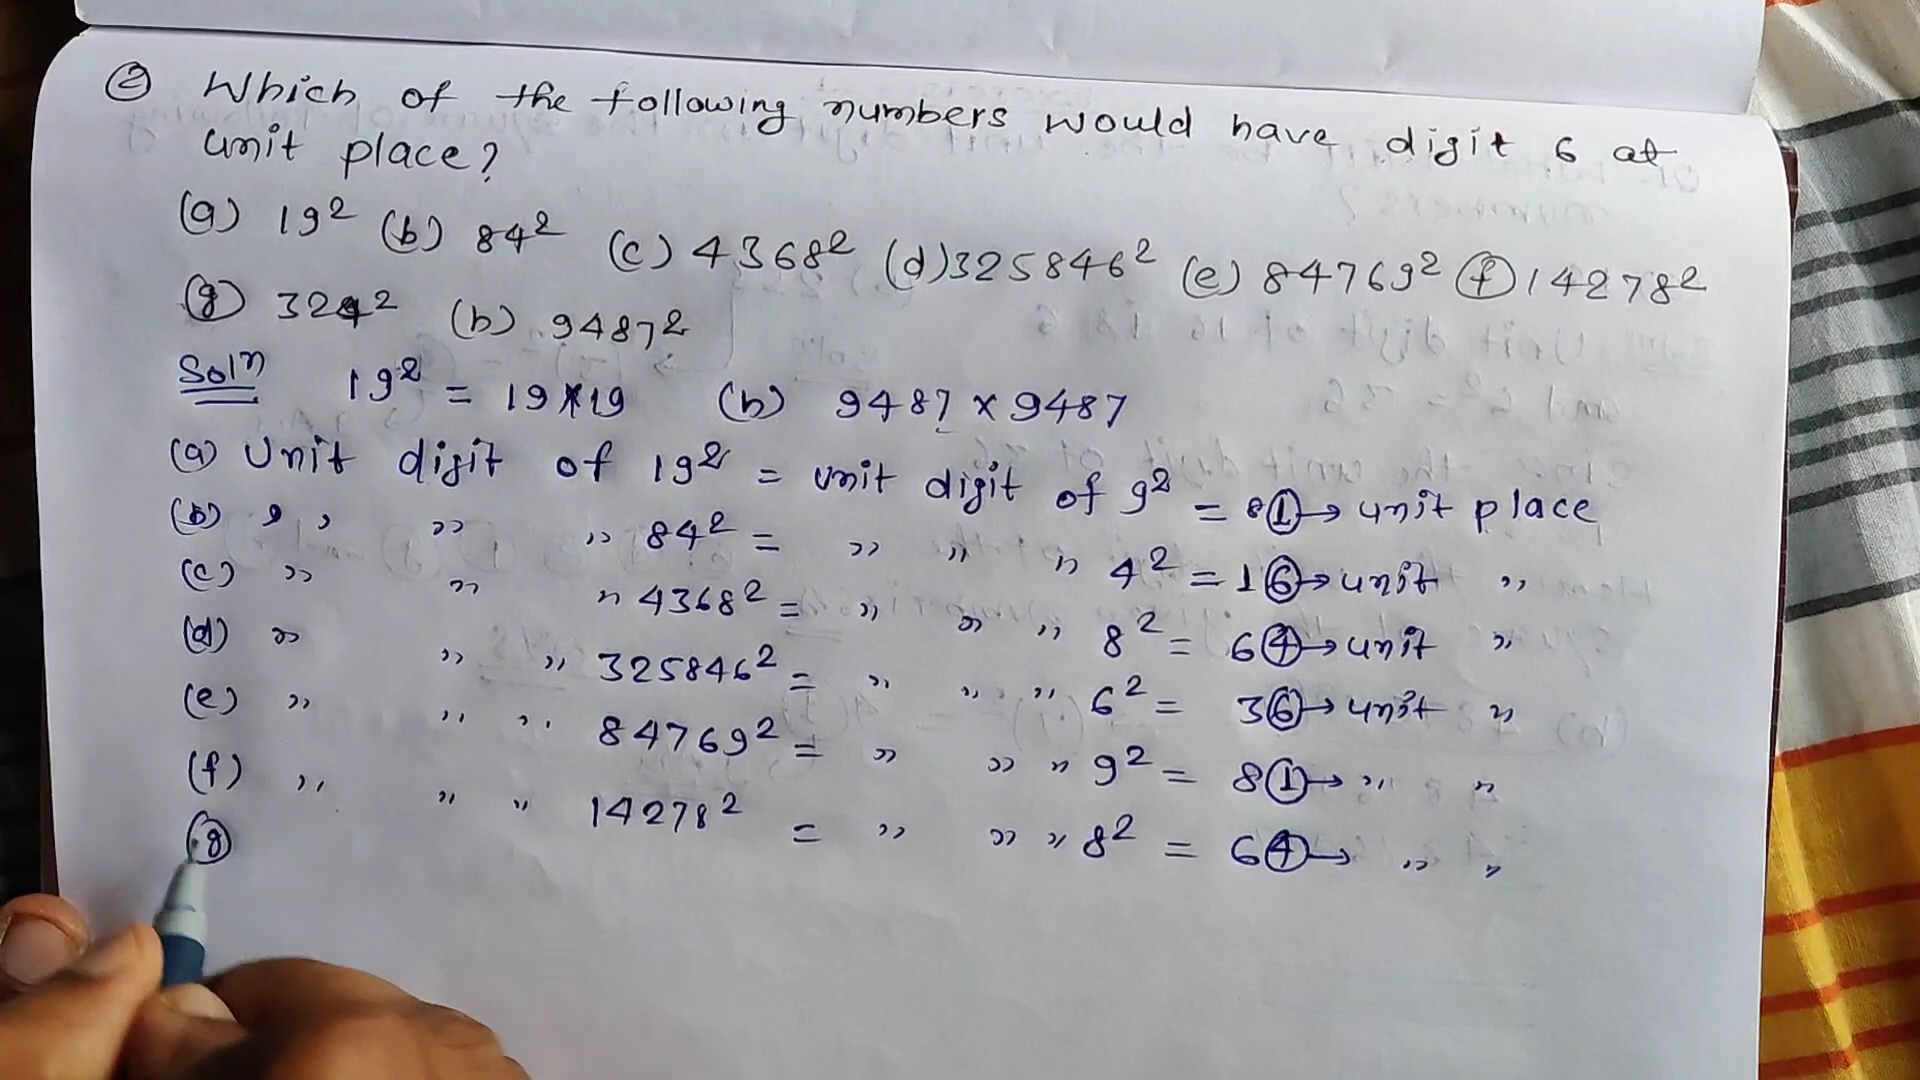 ② Which of the following numbers would have digit 6 at
unit place?
(a) 19² (b) 84² (c) 4368² (d) 325846² (e) 84769² (f) 14278²
(g) 324² (h) 9487²
Solⁿ 19² = 19×19 (h) 9487 × 9487
(a) Unit digit of 19² = unit digit of 9² = 81 → unit place
(b) ,, ,, ,, 84² = ,, ,, ,, 4² = 16 → unit ,,
(c) ,, ,, ,, 4368² = ,, ,, ,, 8² = 64 → unit ,,
(d) ,, ,, ,, 325846² = ,, ,, ,, 6² = 36 → unit ,,
(e) ,, ,, ,, 84769² = ,, ,, ,, 9² = 81 → ,, ,,
(f) ,, ,, ,, 14278² = ,, ,, ,, 8² = 64 → ,, ,,
(g)